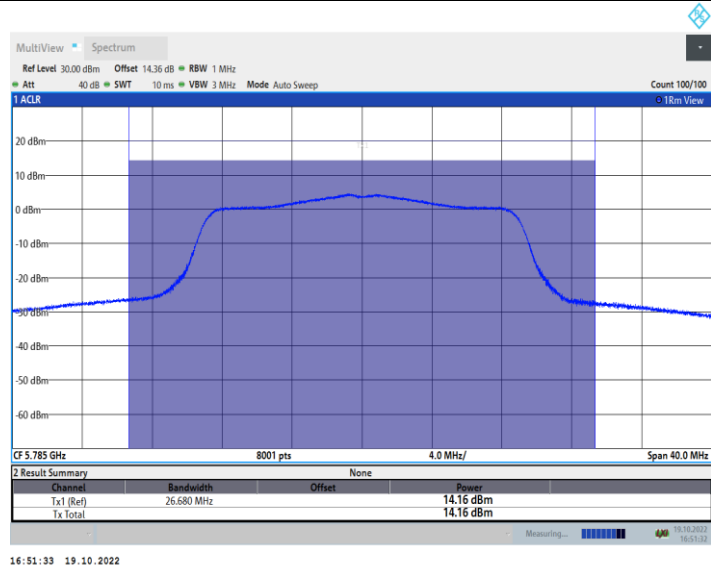 MultiView Spectrum
Ref Level 30.00 dBm Offset 14.36 dB RBW 1 MHz
Att 40 dB SWT 10 ms VBW 3 MHz Mode Auto Sweep Count 100/100
1 ACLR 1Rm View
20 dBm
10 dBm
0 dBm
-10 dBm
-20 dBm
-30 dBm
-40 dBm
-50 dBm
-60 dBm
CF 5.785 GHz 8001 pts 4.0 MHz/ Span 40.0 MHz
2 Result Summary None
Channel Bandwidth Offset Power
Tx1 (Ref) 26.680 MHz 14.16 dBm
Tx Total 14.16 dBm
Measuring... 19.10.2022
16:51:32
16:51:33 19.10.2022